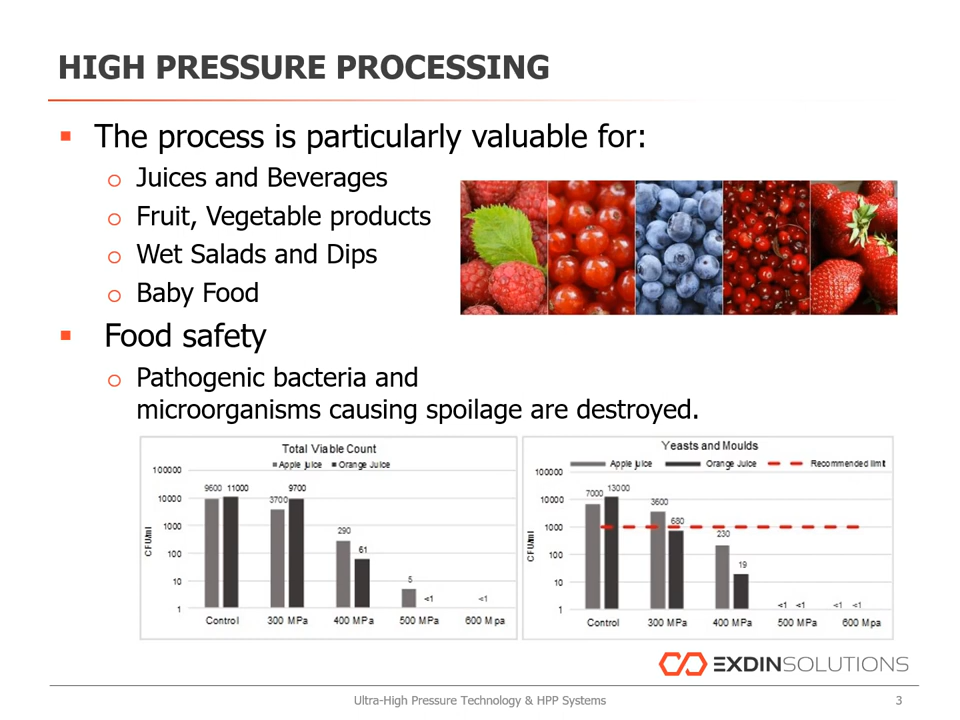 HIGH PRESSURE PROCESSING
▪ The process is particularly valuable for:
o Juices and Beverages
o Fruit, Vegetable products
o Wet Salads and Dips
o Baby Food
▪ Food safety
o Pathogenic bacteria and
microorganisms causing spoilage are destroyed.
Total Viable Count
Apple juice Orange Juice
100000
10000
1000
100
10
1
CFU/ml
9600 11000
3700 9700
290 61
5 <1
<1
Control 300 MPa 400 MPa 500 MPa 600 Mpa
Yeasts and Moulds
Apple juice Orange Juice Recommended limit
100000
10000
1000
100
10
1
CFU/ml
7000 13000
3600 680
230 19
<1 <1
<1 <1
Control 300 MPa 400 MPa 500 MPa 600 Mpa
EXDINSOLUTIONS
Ultra-High Pressure Technology & HPP Systems 3